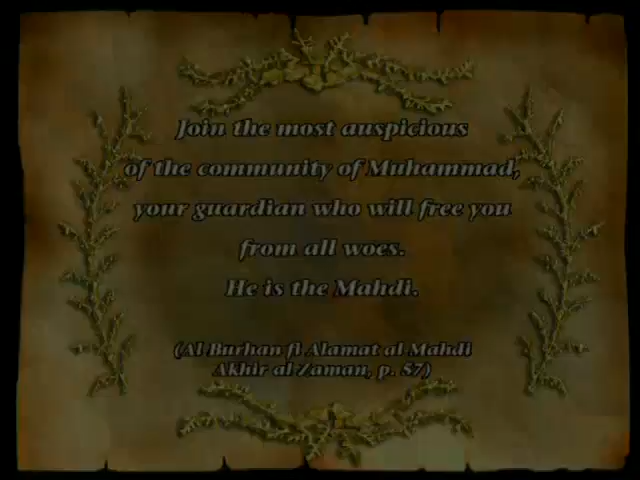 Join the most auspicious
of the community of Muhammad,
your guardian who will free you
from all woes.
He is the Mahdi.
(Al Burhan fi Alamat al Mahdi
Akhir al Zaman, p. 57)